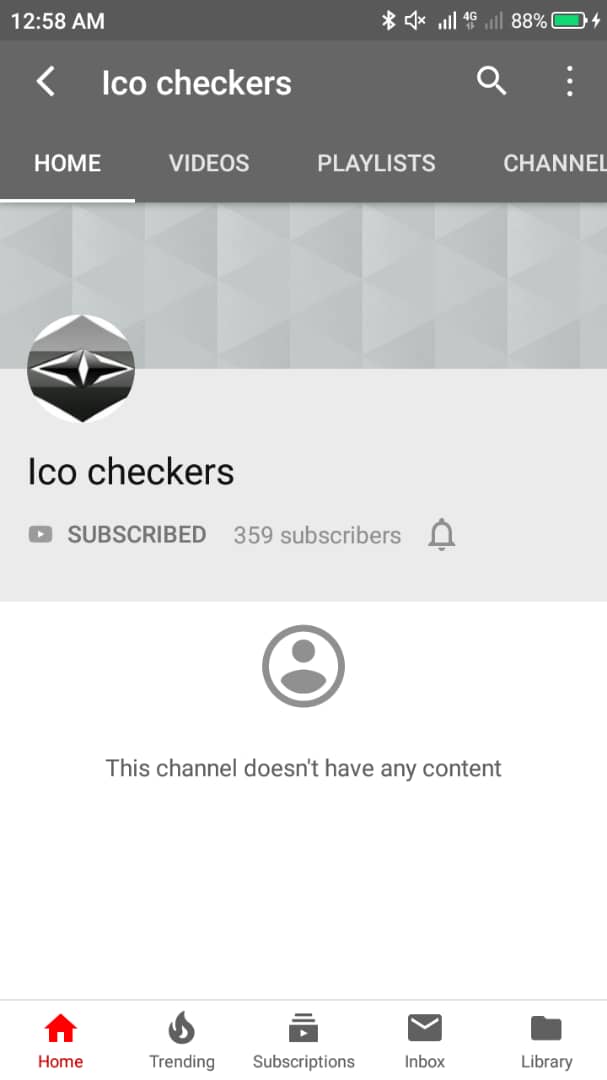 12:58 AM 4G 88%
Ico checkers
HOME VIDEOS PLAYLISTS CHANNEL
Ico checkers
SUBSCRIBED 359 subscribers
This channel doesn't have any content
Home Trending Subscriptions Inbox Library